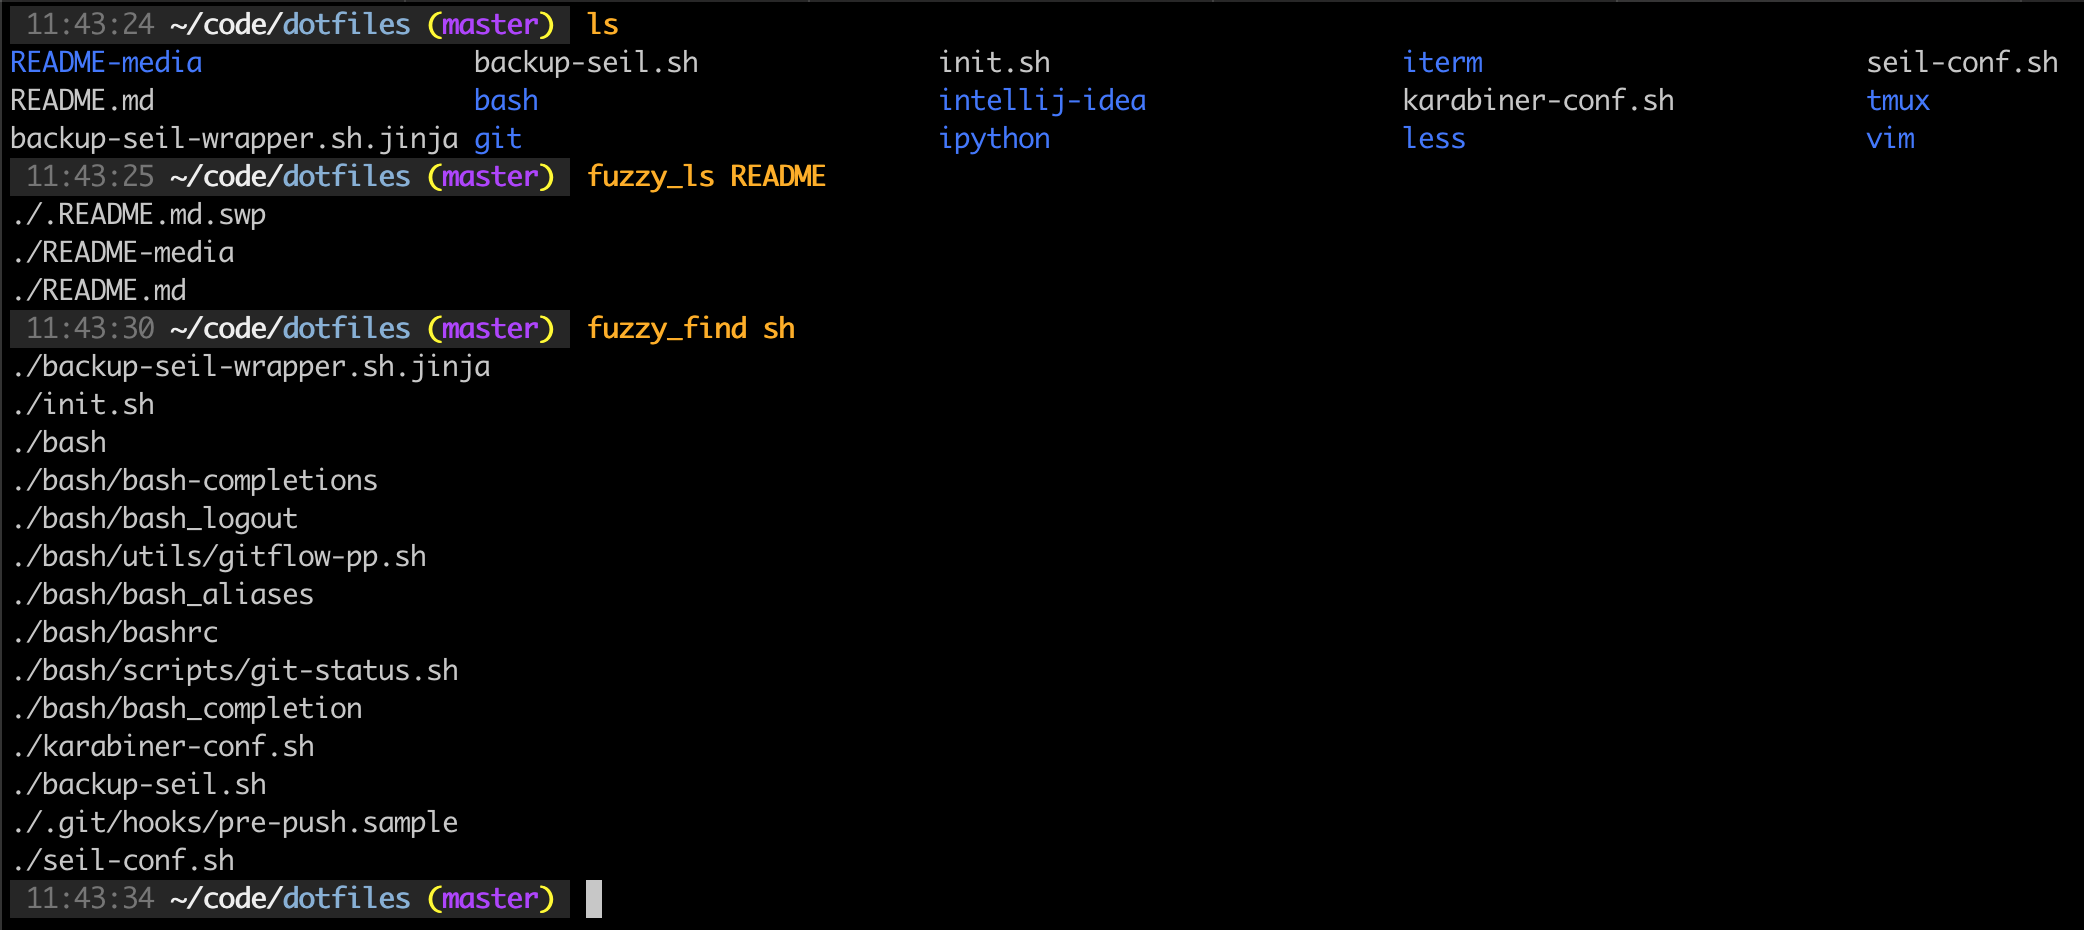 11:43:24 ~/code/dotfiles (master) ls
README-media backup-seil.sh init.sh iterm seil-conf.sh
README.md bash intellij-idea karabiner-conf.sh tmux
backup-seil-wrapper.sh.jinja git ipython less vim
11:43:25 ~/code/dotfiles (master) fuzzy_ls README
./.README.md.swp
./README-media
./README.md
11:43:30 ~/code/dotfiles (master) fuzzy_find sh
./backup-seil-wrapper.sh.jinja
./init.sh
./bash
./bash/bash-completions
./bash/bash_logout
./bash/utils/gitflow-pp.sh
./bash/bash_aliases
./bash/bashrc
./bash/scripts/git-status.sh
./bash/bash_completion
./karabiner-conf.sh
./backup-seil.sh
./.git/hooks/pre-push.sample
./seil-conf.sh
11:43:34 ~/code/dotfiles (master)